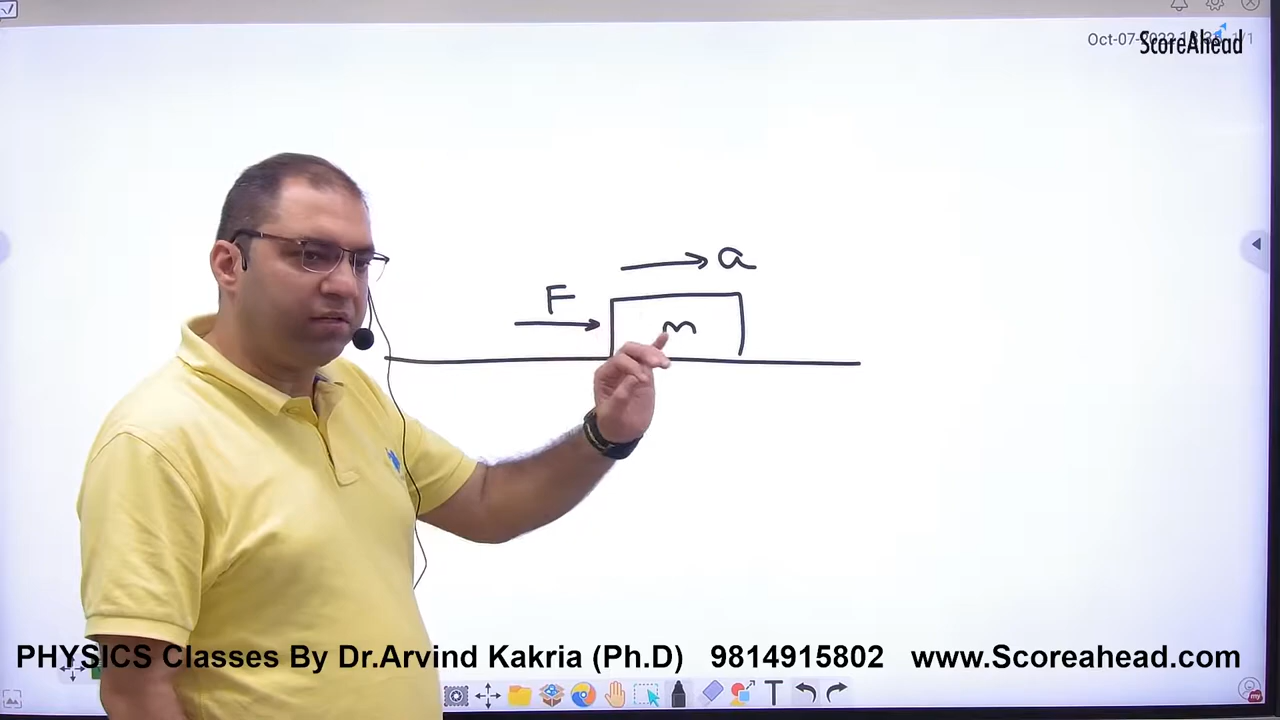 ScoreAhead
a
F
m
PHYSICS Classes By Dr.Arvind Kakria (Ph.D) 9814915802 www.Scoreahead.com
T